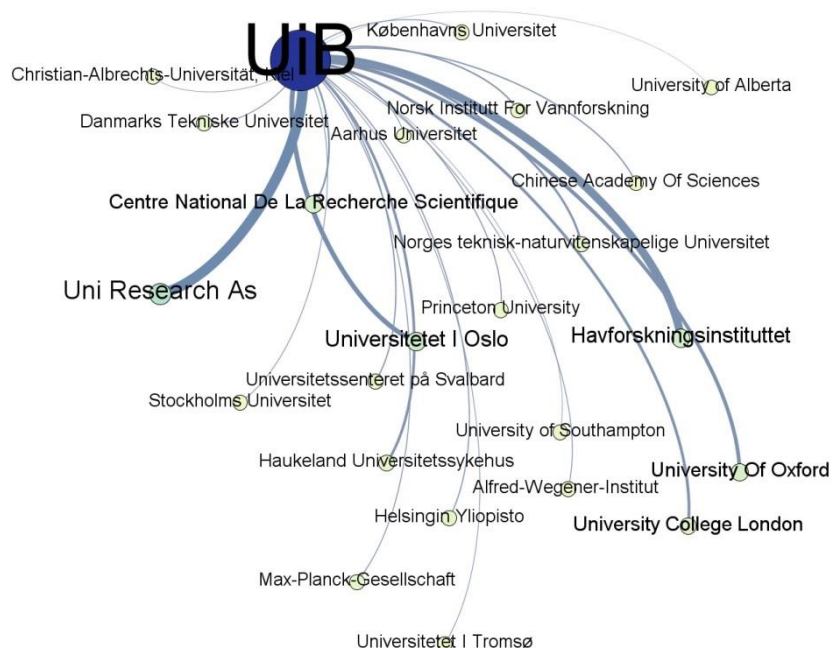 UiB
Københavns Universitet
Christian-Albrechts-Universität, Kiel
University of Alberta
Norsk Institutt For Vannforskning
Danmarks Tekniske Universitet
Aarhus Universitet
Chinese Academy Of Sciences
Centre National De La Recherche Scientifique
Norges teknisk-naturvitenskapelige Universitet
Uni Research As
Princeton University
Universitetet I Oslo
Havforskningsinstituttet
Universitetssenteret på Svalbard
Stockholms Universitet
University of Southampton
Haukeland Universitetssykehus
University Of Oxford
Alfred-Wegener-Institut
Helsingin Yliopisto
University College London
Max-Planck-Gesellschaft
Universitetet I Tromsø